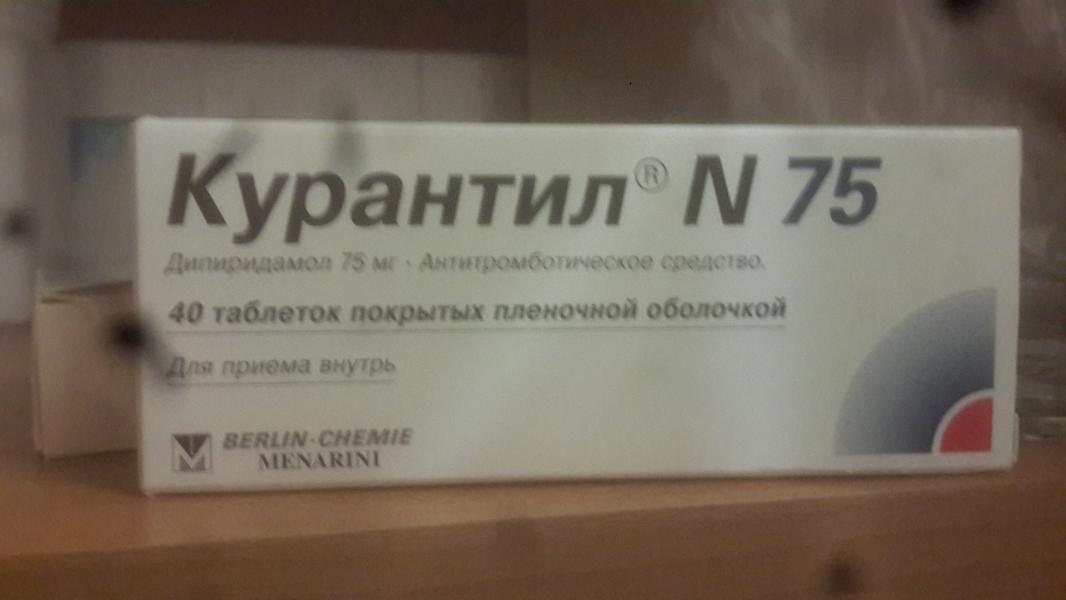 Курантил® N 75
Дипиридамол 75 мг · Антитромботическое средство.
40 таблеток покрытых пленочной оболочкой
Для приема внутрь
BERLIN-CHEMIE
MENARINI